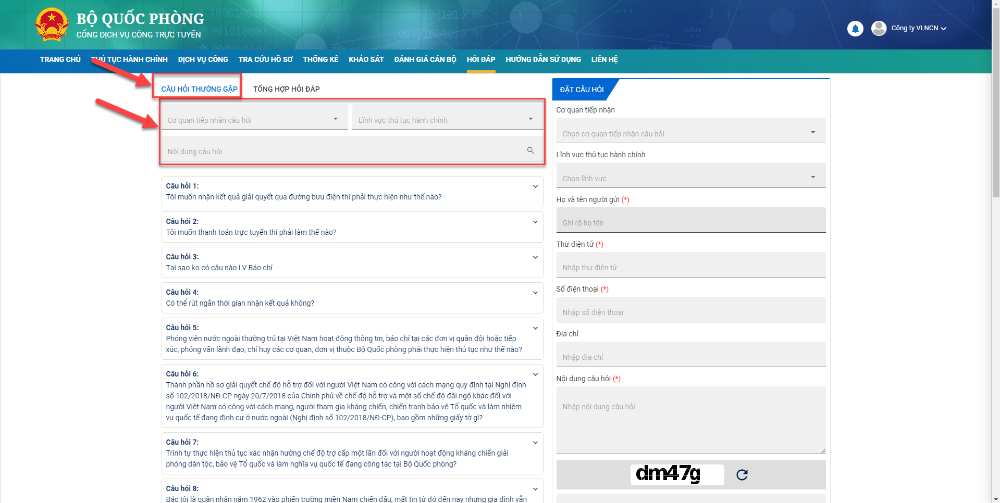 BỘ QUỐC PHÒNG
CỔNG DỊCH VỤ CÔNG TRỰC TUYẾN
Công ty VLNCN
TRANG CHỦ THỦ TỤC HÀNH CHÍNH DỊCH VỤ CÔNG TRA CỨU HỒ SƠ THỐNG KÊ KHẢO SÁT ĐÁNH GIÁ CÁN BỘ HỎI ĐÁP HƯỚNG DẪN SỬ DỤNG LIÊN HỆ
CÂU HỎI THƯỜNG GẶP TỔNG HỢP HỎI ĐÁP
Cơ quan tiếp nhận câu hỏi Lĩnh vực thủ tục hành chính
Nội dung câu hỏi
Câu hỏi 1:
Tôi muốn nhận kết quả giải quyết qua đường bưu điện thì phải thực hiện như thế nào?
Câu hỏi 2:
Tôi muốn thanh toán trực tuyến thì phải làm thế nào?
Câu hỏi 3:
Tại sao ko có câu nào LV Báo chí
Câu hỏi 4:
Có thể rút ngắn thời gian nhận kết quả không?
Câu hỏi 5:
Phóng viên nước ngoài thường trú tại Việt Nam hoạt động thông tin, báo chí tại các đơn vị quân đội hoặc tiếp
xúc, phỏng vấn lãnh đạo, chỉ huy các cơ quan, đơn vị thuộc Bộ Quốc phòng phải thực hiện thủ tục như thế nào?
Câu hỏi 6:
Thành phần hồ sơ giải quyết chế độ hỗ trợ đối với người Việt Nam có công với cách mạng quy định tại Nghị định
số 102/2018/NĐ-CP ngày 20/7/2018 của Chính phủ về chế độ hỗ trợ và một số chế độ đãi ngộ khác đối với
người Việt Nam có công với cách mạng, người tham gia kháng chiến, chiến tranh bảo vệ Tổ quốc và làm nhiệm
vụ quốc tế đang định cư ở nước ngoài (Nghị định số 102/2018/NĐ-CP), bao gồm những giấy tờ gì?
Câu hỏi 7:
Trình tự thực hiện thủ tục xác nhận hưởng chế độ trợ cấp một lần đối với người hoạt động kháng chiến giải
phóng dân tộc, bảo vệ Tổ quốc và làm nghĩa vụ quốc tế đang công tác tại Bộ Quốc phòng?
Câu hỏi 8:
Bác tôi là quân nhân năm 1962 vào phiến trường miền Nam chiến đấu, mất tin từ đó đến nay nhưng gia đình vẫn
ĐẶT CÂU HỎI
Cơ quan tiếp nhận
Chọn cơ quan tiếp nhận câu hỏi
Lĩnh vực thủ tục hành chính
Chọn lĩnh vực
Họ và tên người gửi (*)
Ghi rõ họ tên
Thư điện tử (*)
Nhập thư điện tử
Số điện thoại (*)
Nhập số điện thoại
Địa chỉ
Nhập địa chỉ
Nội dung câu hỏi (*)
Nhập nội dung câu hỏi
dm47g